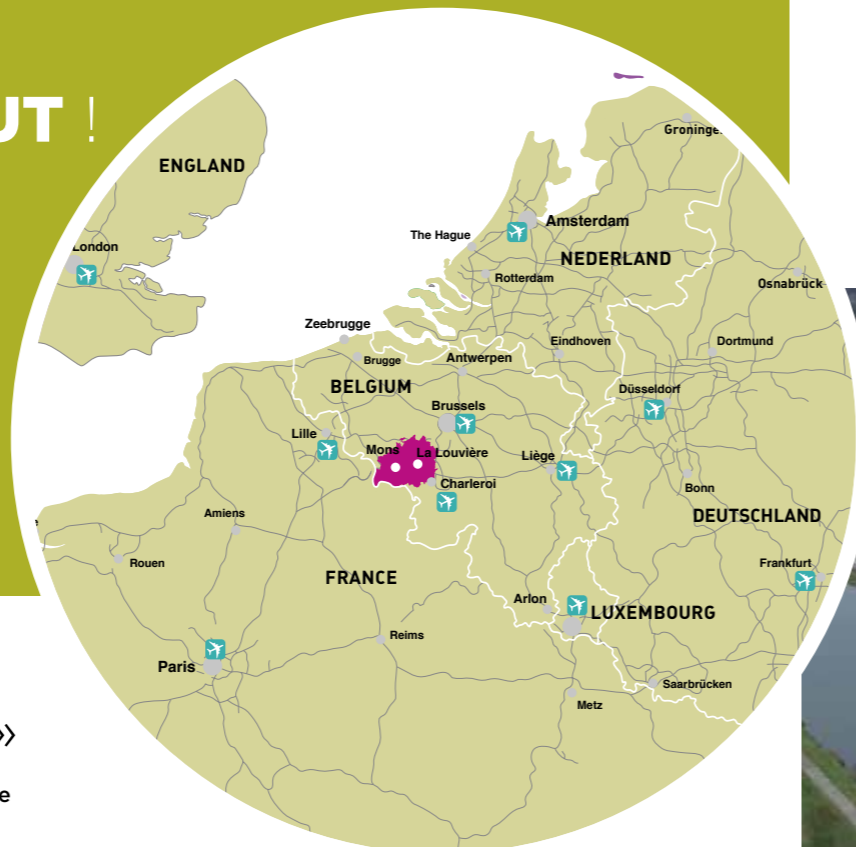 UT !
ENGLAND
London
Groninge
Amsterdam
The Hague
NEDERLAND
Rotterdam
Osnabrück
Zeebrugge
Brugge
Antwerpen
Eindhoven
Dortmund
BELGIUM
Brussels
Düsseldorf
Lille
Mons
La Louvière
Liège
Charleroi
Bonn
Amiens
DEUTSCHLAND
Rouen
Frankfurt
FRANCE
Arlon
LUXEMBOURG
Reims
Paris
Saarbrücken
Metz
»
e